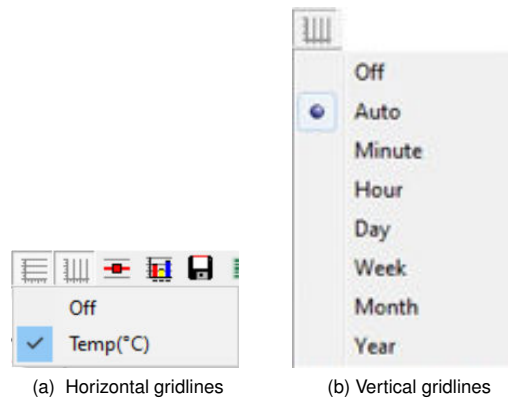 Off
Temp(°C)
(a) Horizontal gridlines
Off
Auto
Minute
Hour
Day
Week
Month
Year
(b) Vertical gridlines